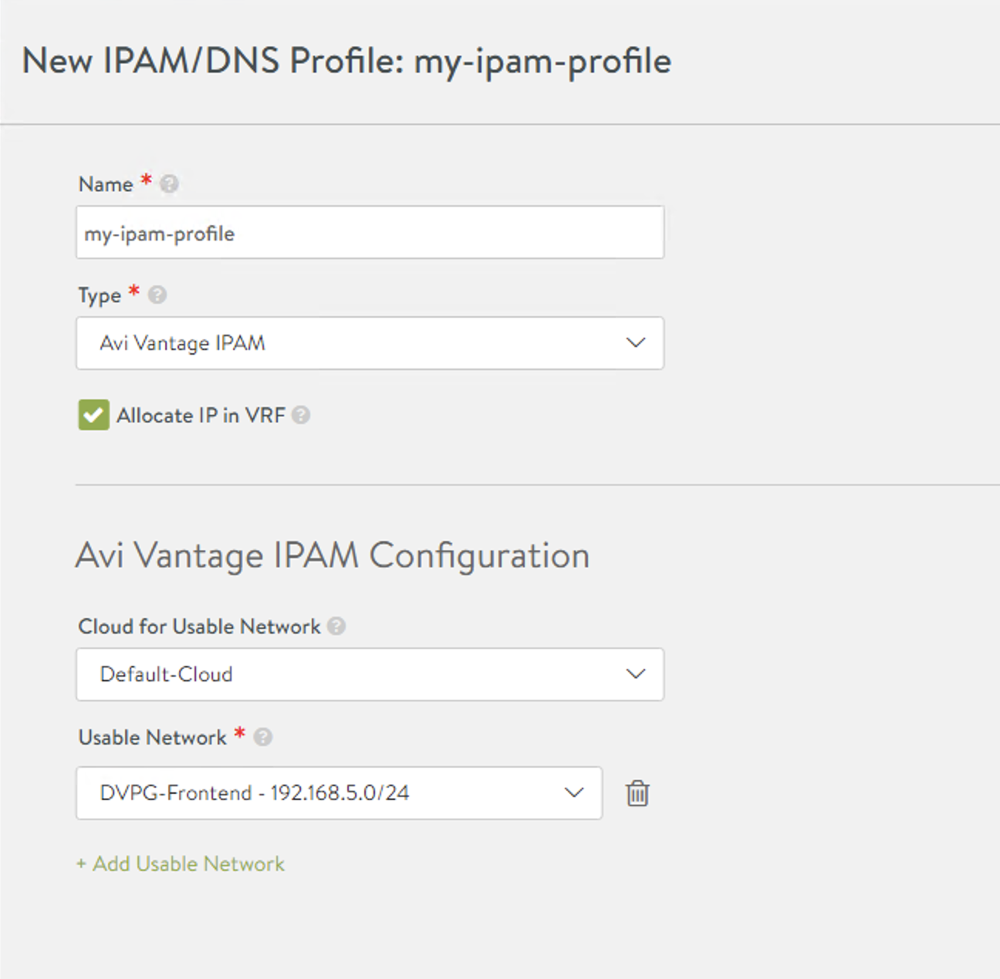 New IPAM/DNS Profile: my-ipam-profile
Name * ?
my-ipam-profile
Type * ?
Avi Vantage IPAM
Allocate IP in VRF ?
Avi Vantage IPAM Configuration
Cloud for Usable Network ?
Default-Cloud
Usable Network * ?
DVPG-Frontend - 192.168.5.0/24
+ Add Usable Network